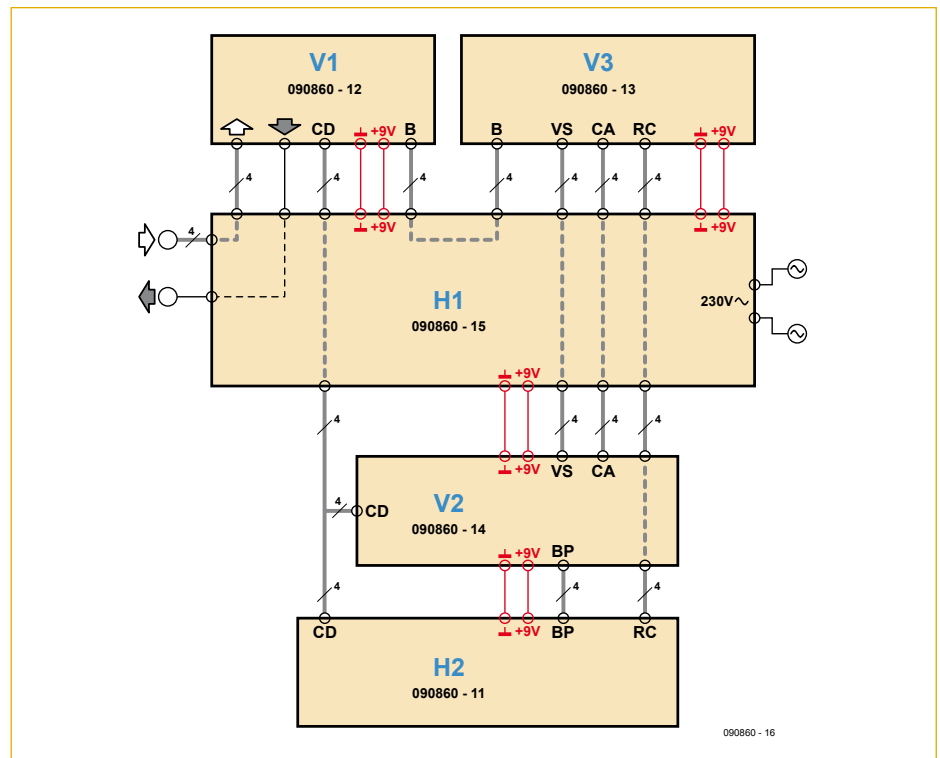 V1
090860 - 12
CD +9V B
V3
090860 - 13
B VS CA RC +9V
4 4 4 4 4 4 4
+9V +9V
4
H1
090860 - 15
230V
+9V
4 4 4 4
+9V VS CA
V2
090860 - 14
4
CD
+9V BP
4 4 4
CD +9V BP RC
H2
090860 - 11
090860 - 16